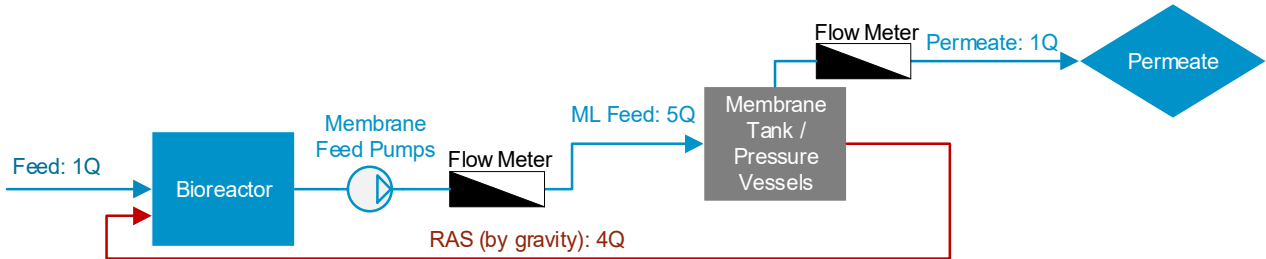 Flow Meter
Permeate: 1Q
Permeate
Membrane
Tank /
Pressure
Vessels
ML Feed: 5Q
Membrane
Feed Pumps
Flow Meter
Feed: 1Q
Bioreactor
RAS (by gravity): 4Q